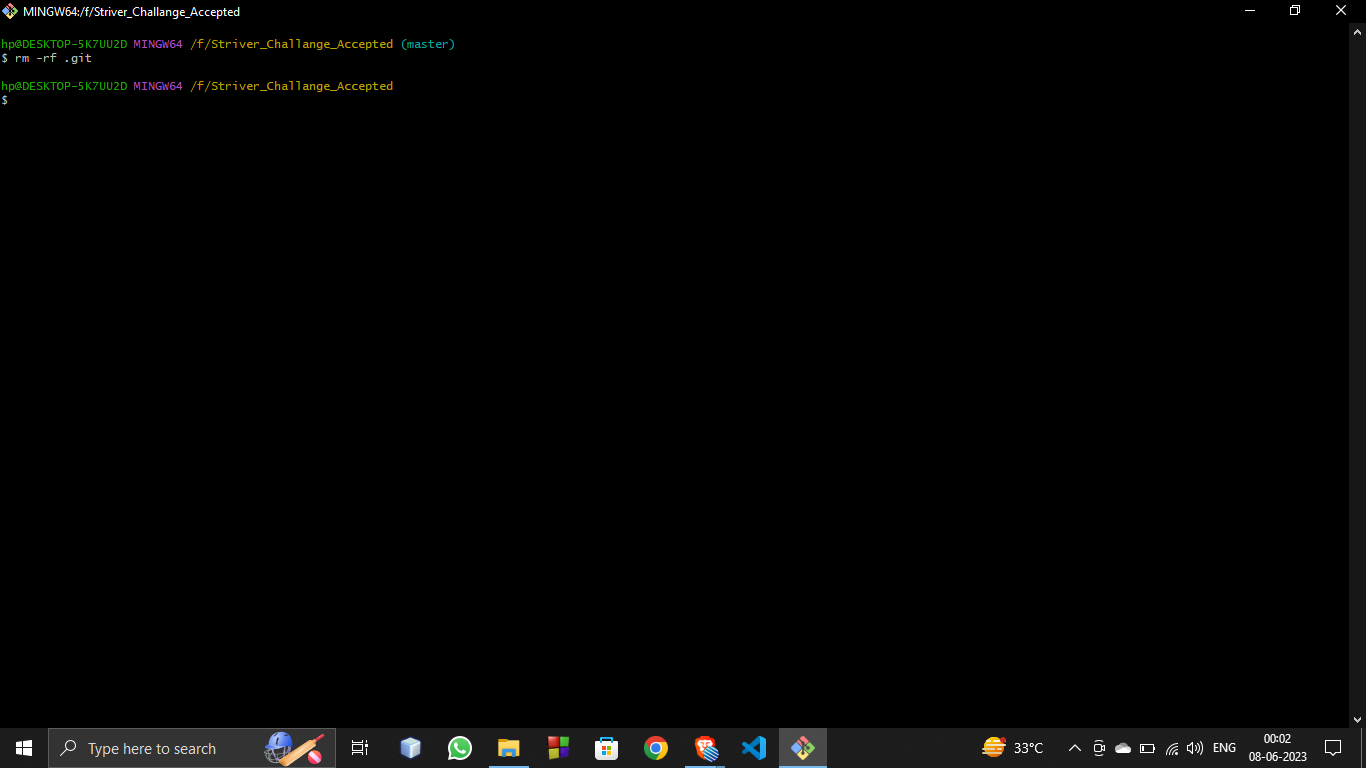 MINGW64:/f/Striver_Challange_Accepted
hp@DESKTOP-5K7UU2D MINGW64 /f/Striver_Challange_Accepted (master)
$ rm -rf .git
hp@DESKTOP-5K7UU2D MINGW64 /f/Striver_Challange_Accepted
$
Type here to search
33°C
ENG
00:02
08-06-2023